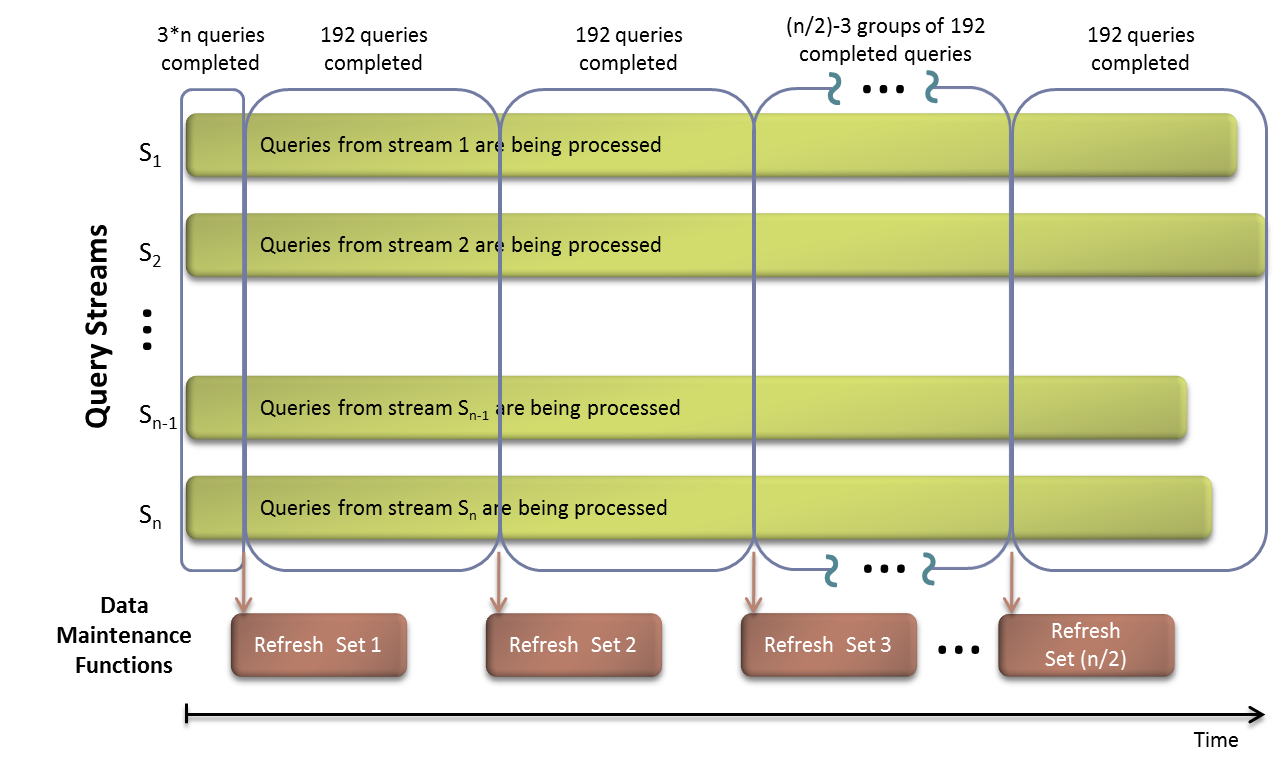 3*n queries
completed
192 queries
completed
192 queries
completed
(n/2)-3 groups of 192
completed queries
192 queries
completed
Query Streams
S1
Queries from stream 1 are being processed
S2
Queries from stream 2 are being processed
Sn-1
Queries from stream Sn-1 are being processed
Sn
Queries from stream Sn are being processed
Data
Maintenance
Functions
Refresh Set 1
Refresh Set 2
Refresh Set 3
...
Refresh
Set (n/2)
Time